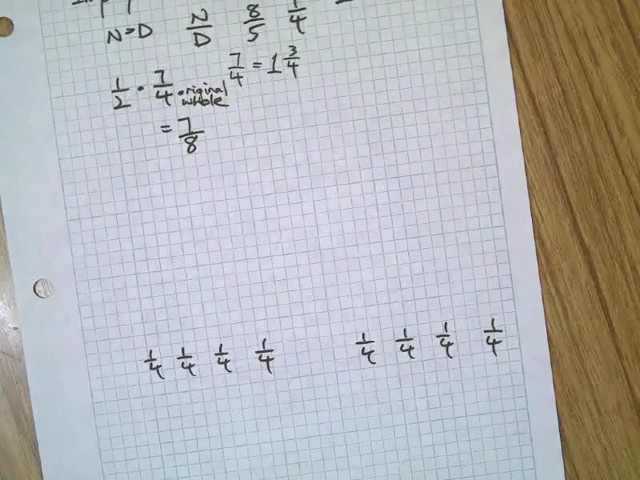 N=D N/D 8/5 1/4
7/4 = 1 3/4
1/2 · 7/4 · original whole
= 7/8
1/4 1/4 1/4 1/4 1/4 1/4 1/4 1/4